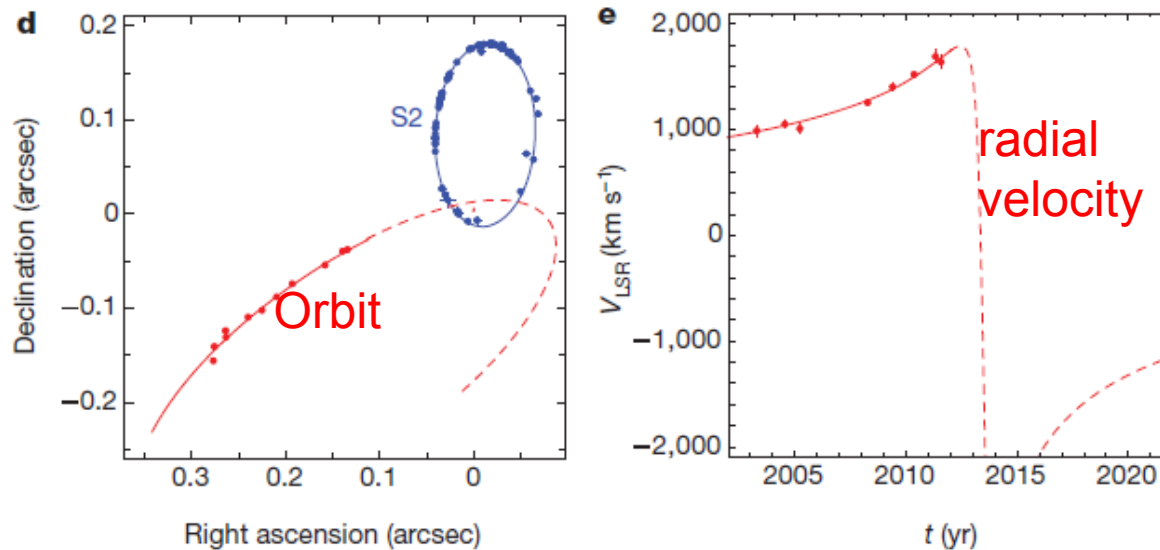 d
0.2
0.1
0
−0.1
−0.2
Declination (arcsec)
S2
Orbit
0.3 0.2 0.1 0
Right ascension (arcsec)
e
2,000
1,000
0
−1,000
−2,000
V_LSR (km s⁻¹)
radial
velocity
2005 2010 2015 2020
t (yr)